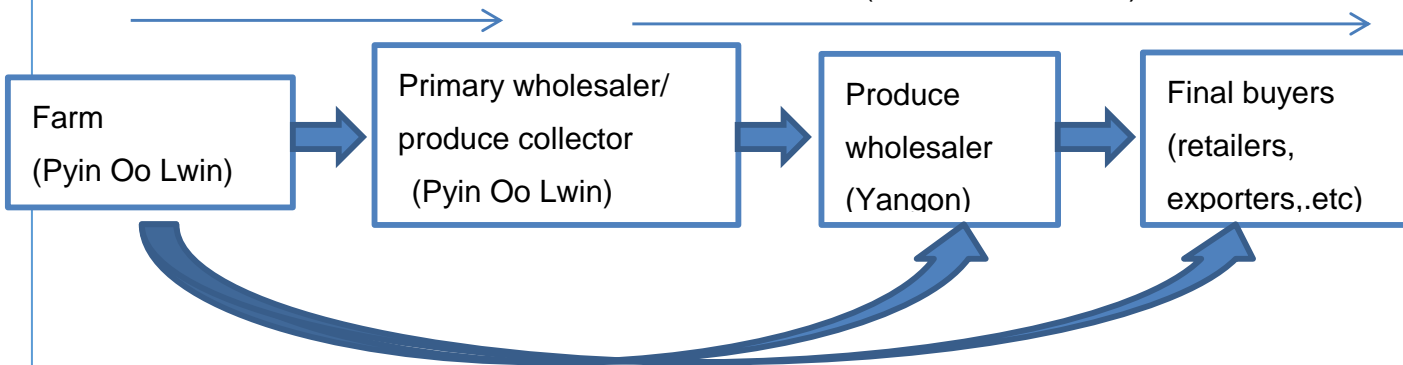 Farm
(Pyin Oo Lwin)
Primary wholesaler/
produce collector
(Pyin Oo Lwin)
Produce
wholesaler
(Yangon)
Final buyers
(retailers,
exporters,.etc)